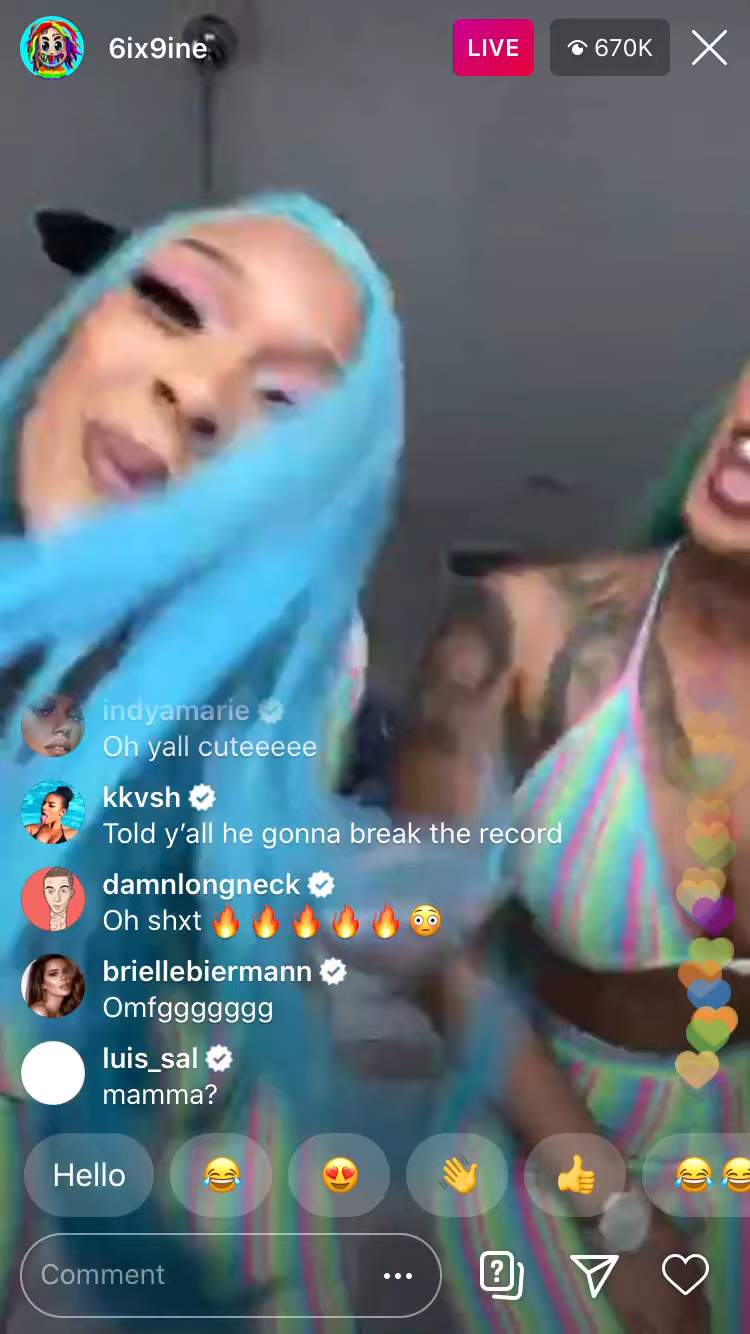 6ix9ine
LIVE
670K
indyamarie
Oh yall cuteeeee
kkvsh
Told y’all he gonna break the record
damnlongneck
Oh shxt 🔥🔥🔥🔥🔥😳
briellebiermann
Omfggggggg
luis_sal
mamma?
Hello 😂 😍 👋 👍 😂😂
Comment